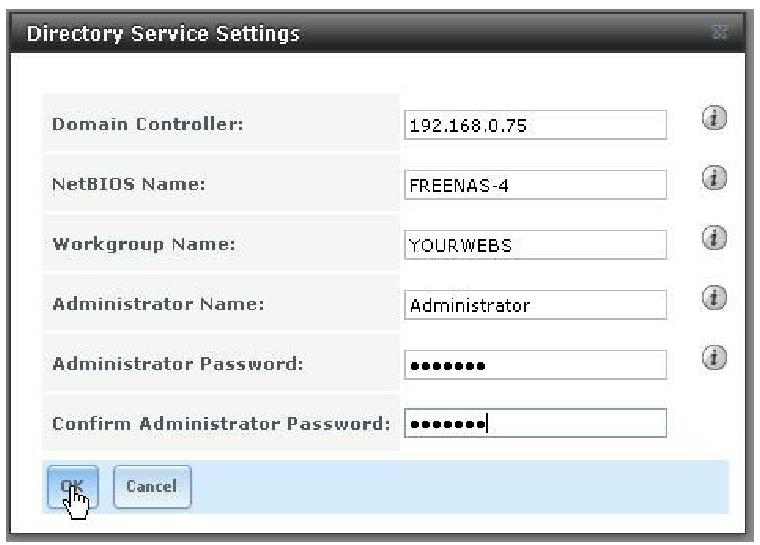 Directory Service Settings
Domain Controller: 192.168.0.75
NetBIOS Name: FREENAS-4
Workgroup Name: YOURWEBS
Administrator Name: Administrator
Administrator Password: •••••••
Confirm Administrator Password: •••••••
OK Cancel